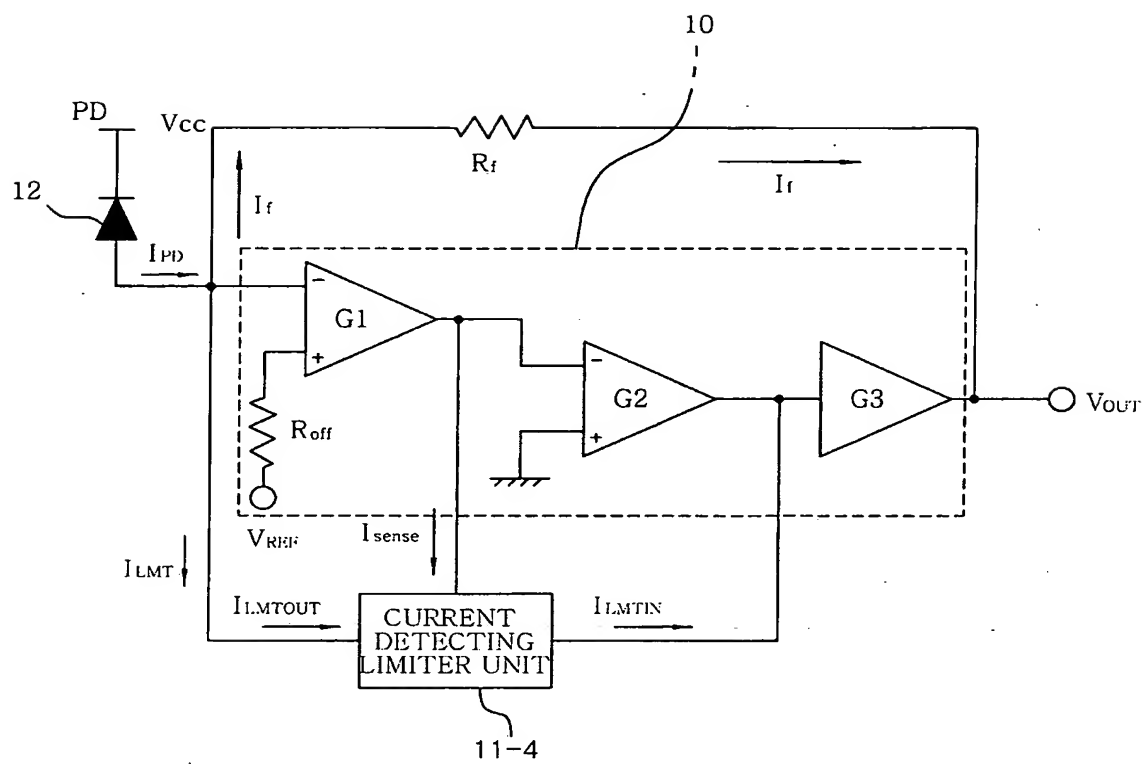 10
PD
Vcc
Rf
If
12
If
IPD
−
G1
+
−
G2
+
G3
VOUT
Roff
VREF
Isense
ILMT
ILMTOUT
ILMTIN
CURRENT
DETECTING
LIMITER UNIT
11-4